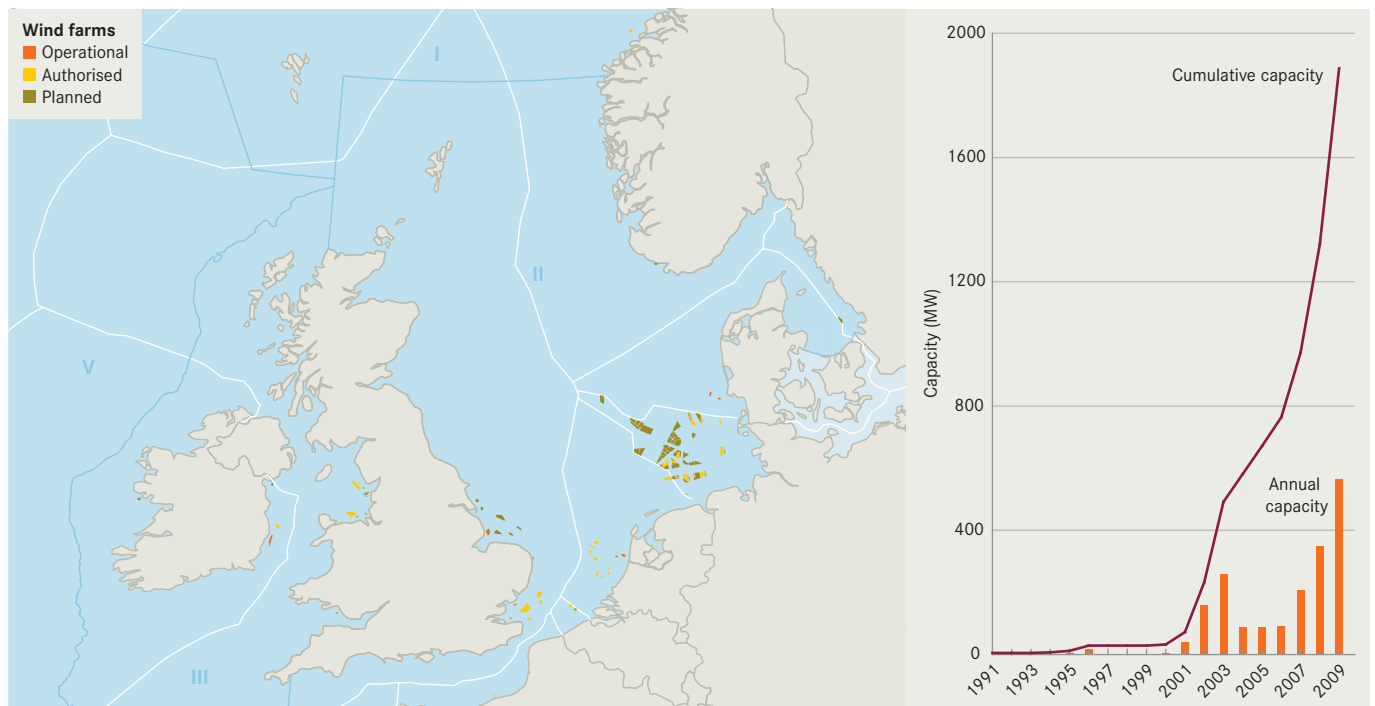 Wind farms
Operational
Authorised
Planned
I
II
V
III
2000
1600
1200
800
400
0
Capacity (MW)
Cumulative capacity
Annual
capacity
1991
1993
1995
1997
1999
2001
2003
2005
2007
2009